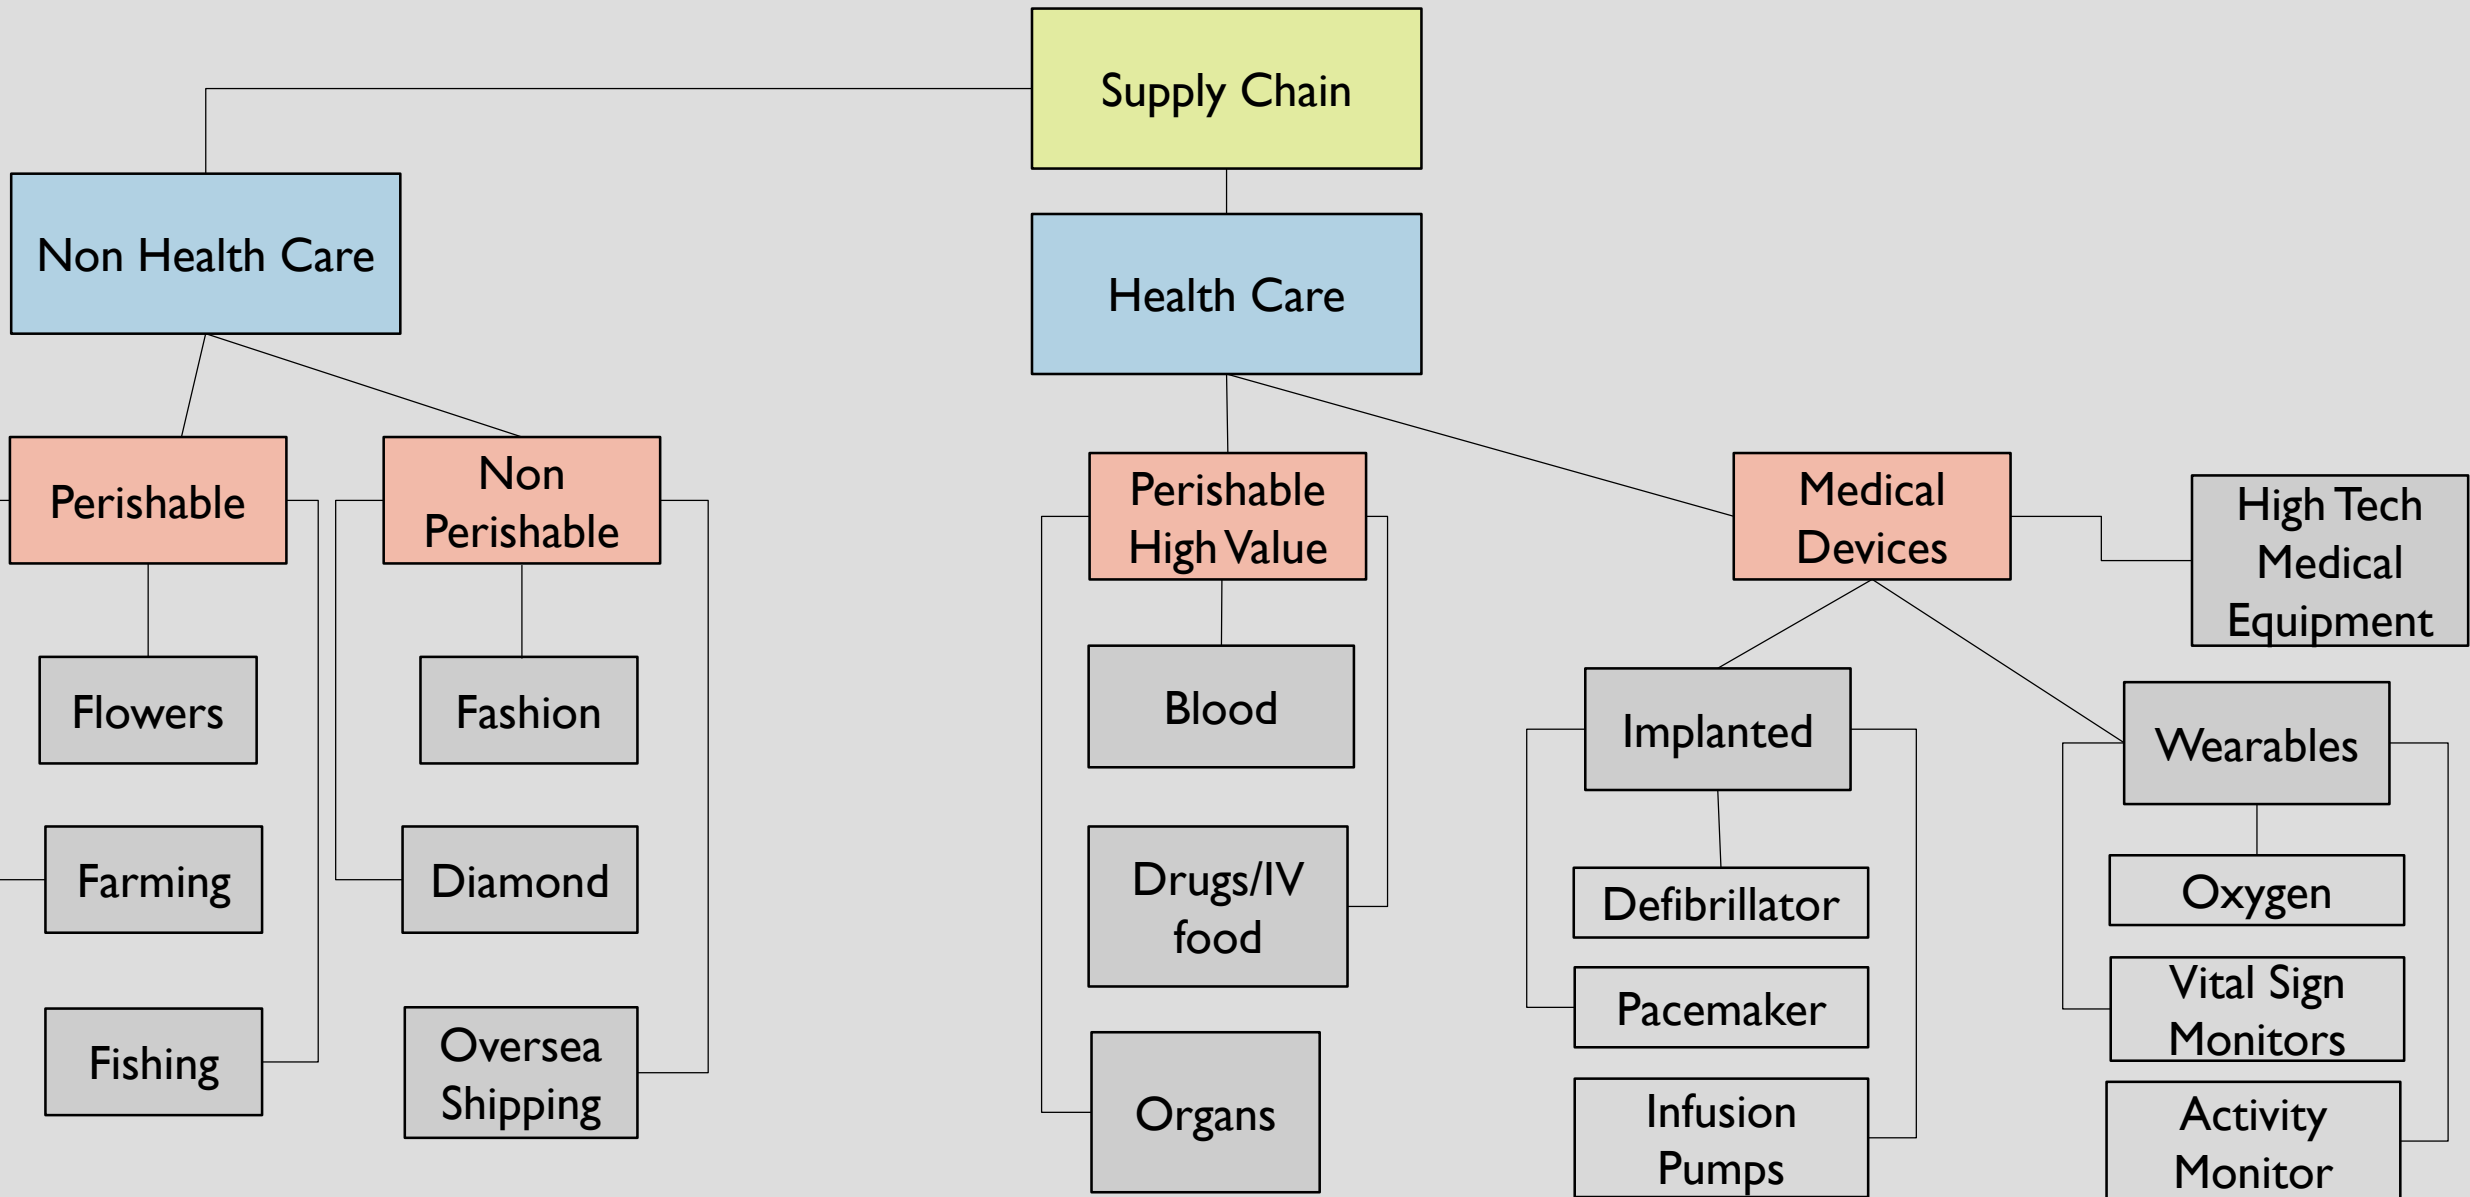 Supply Chain
Non Health Care
Health Care
Perishable
Non
Perishable
Perishable
High Value
Medical
Devices
High Tech
Medical
Equipment
Flowers
Fashion
Blood
Implanted
Wearables
Farming
Diamond
Drugs/IV
food
Defibrillator
Oxygen
Fishing
Oversea
Shipping
Organs
Pacemaker
Vital Sign
Monitors
Infusion
Pumps
Activity
Monitor